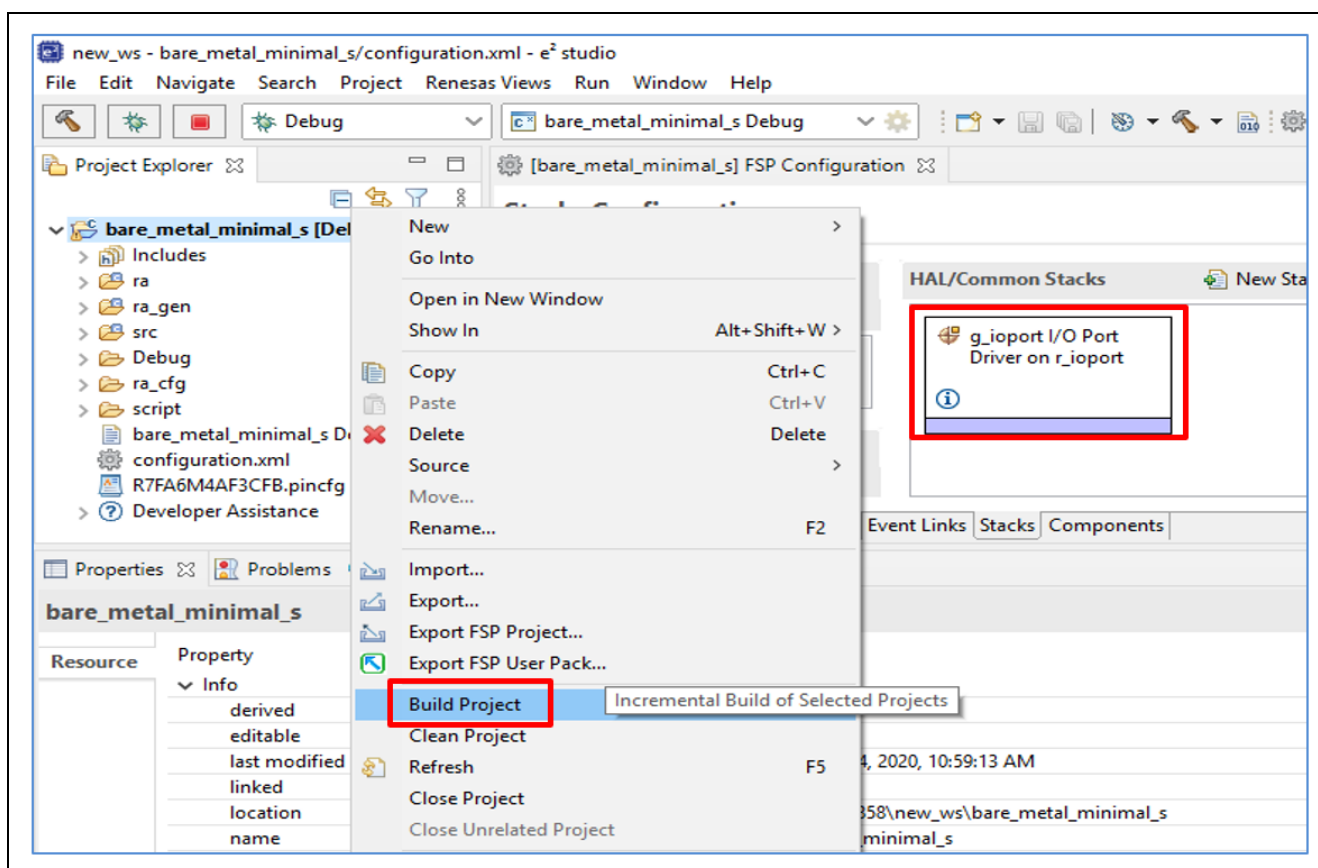 new_ws - bare_metal_minimal_s/configuration.xml - e² studio
File Edit Navigate Search Project Renesas Views Run Window Help
Debug
bare_metal_minimal_s Debug
010
Project Explorer
[bare_metal_minimal_s] FSP Configuration
bare_metal_minimal_s [Del
Includes
ra
ra_gen
src
Debug
ra_cfg
script
bare_metal_minimal_s D
configuration.xml
R7FA6M4AF3CFB.pincfg
Developer Assistance
New
Go Into
Open in New Window
Show In Alt+Shift+W >
Copy Ctrl+C
Paste Ctrl+V
Delete Delete
Source
Move...
Rename... F2
Import...
Export...
Export FSP Project...
Export FSP User Pack...
Build Project
Incremental Build of Selected Projects
Clean Project
Refresh F5
Close Project
Close Unrelated Project
HAL/Common Stacks
New Sta
g_ioport I/O Port
Driver on r_ioport
Event Links Stacks Components
Properties Problems
bare_metal_minimal_s
Resource
Property
Info
derived
editable
last modified 4, 2020, 10:59:13 AM
linked
location 358\new_ws\bare_metal_minimal_s
name minimal_s